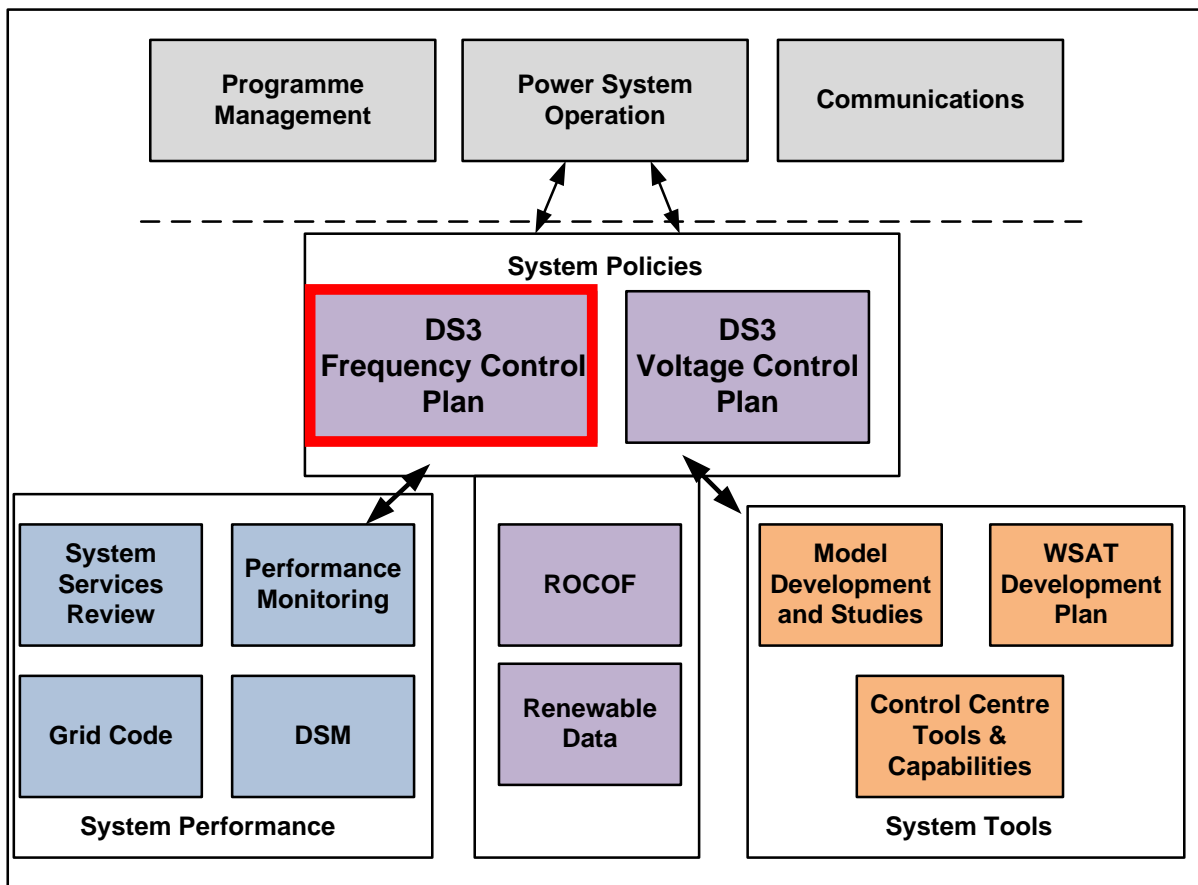 Programme
Management
Power System
Operation
Communications
System Policies
DS3
Frequency Control
Plan
DS3
Voltage Control
Plan
System
Services
Review
Performance
Monitoring
Grid Code
DSM
System Performance
ROCOF
Renewable
Data
Model
Development
and Studies
WSAT
Development
Plan
Control Centre
Tools &
Capabilities
System Tools